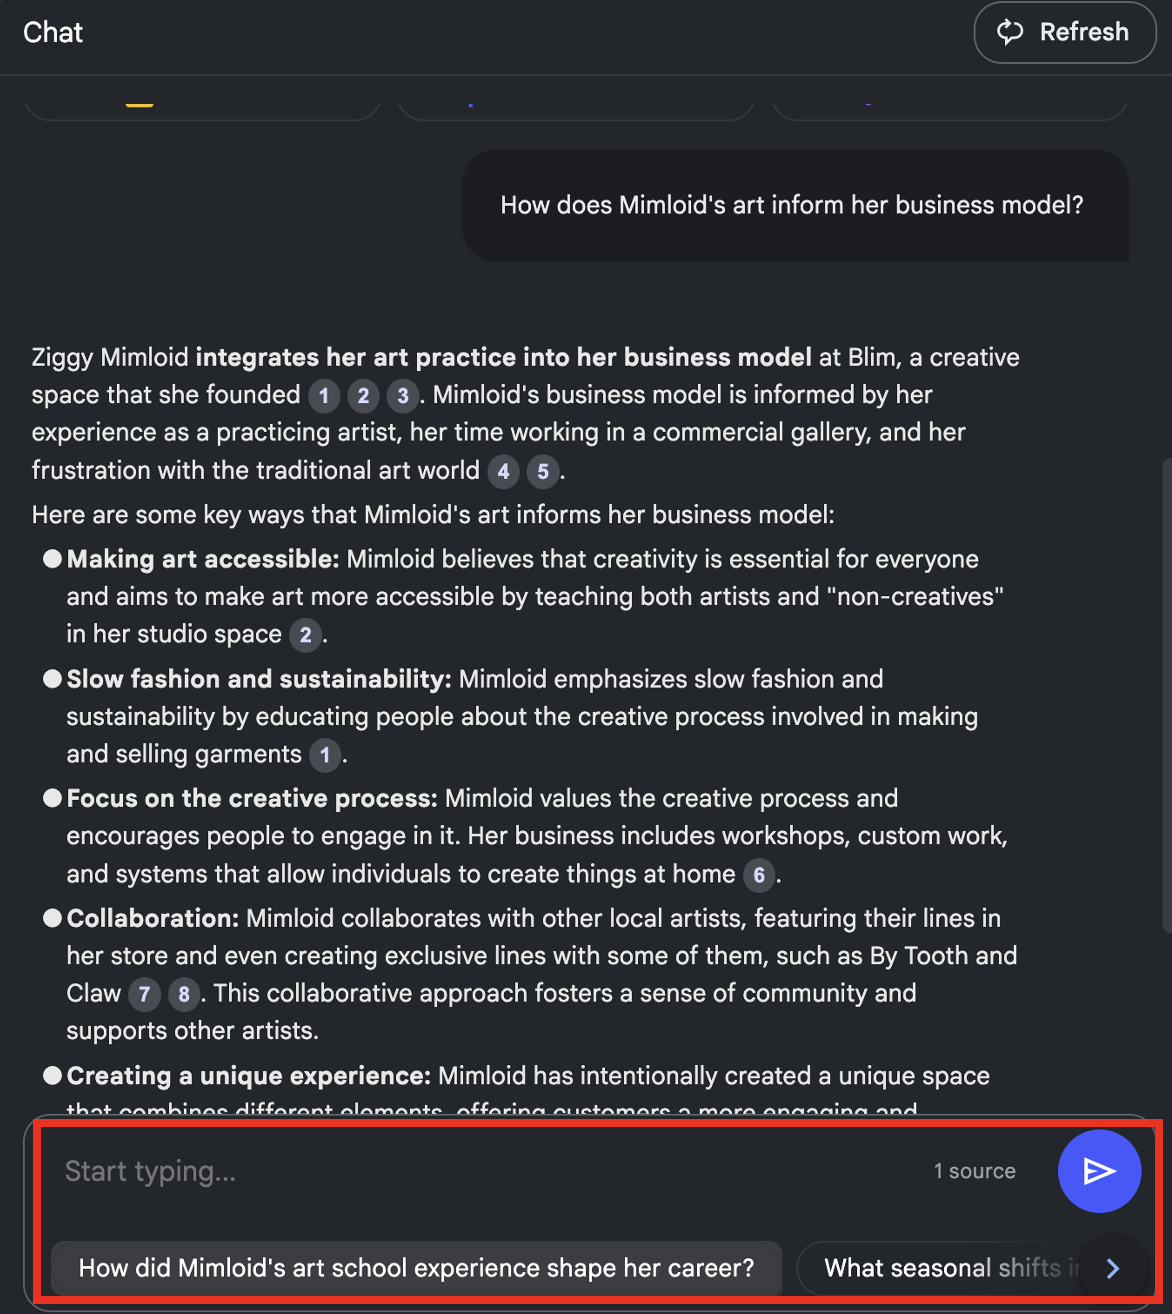 Chat
Refresh
How does Mimloid's art inform her business model?
Ziggy Mimloid integrates her art practice into her business model at Blim, a creative
space that she founded 1 2 3. Mimloid's business model is informed by her
experience as a practicing artist, her time working in a commercial gallery, and her
frustration with the traditional art world 4 5.
Here are some key ways that Mimloid's art informs her business model:
● Making art accessible: Mimloid believes that creativity is essential for everyone
and aims to make art more accessible by teaching both artists and "non-creatives"
in her studio space 2.
● Slow fashion and sustainability: Mimloid emphasizes slow fashion and
sustainability by educating people about the creative process involved in making
and selling garments 1.
● Focus on the creative process: Mimloid values the creative process and
encourages people to engage in it. Her business includes workshops, custom work,
and systems that allow individuals to create things at home 6.
● Collaboration: Mimloid collaborates with other local artists, featuring their lines in
her store and even creating exclusive lines with some of them, such as By Tooth and
Claw 7 8. This collaborative approach fosters a sense of community and
supports other artists.
● Creating a unique experience: Mimloid has intentionally created a unique space
that combines different elements, offering customers a more engaging and
Start typing...
1 source
How did Mimloid's art school experience shape her career?
What seasonal shifts